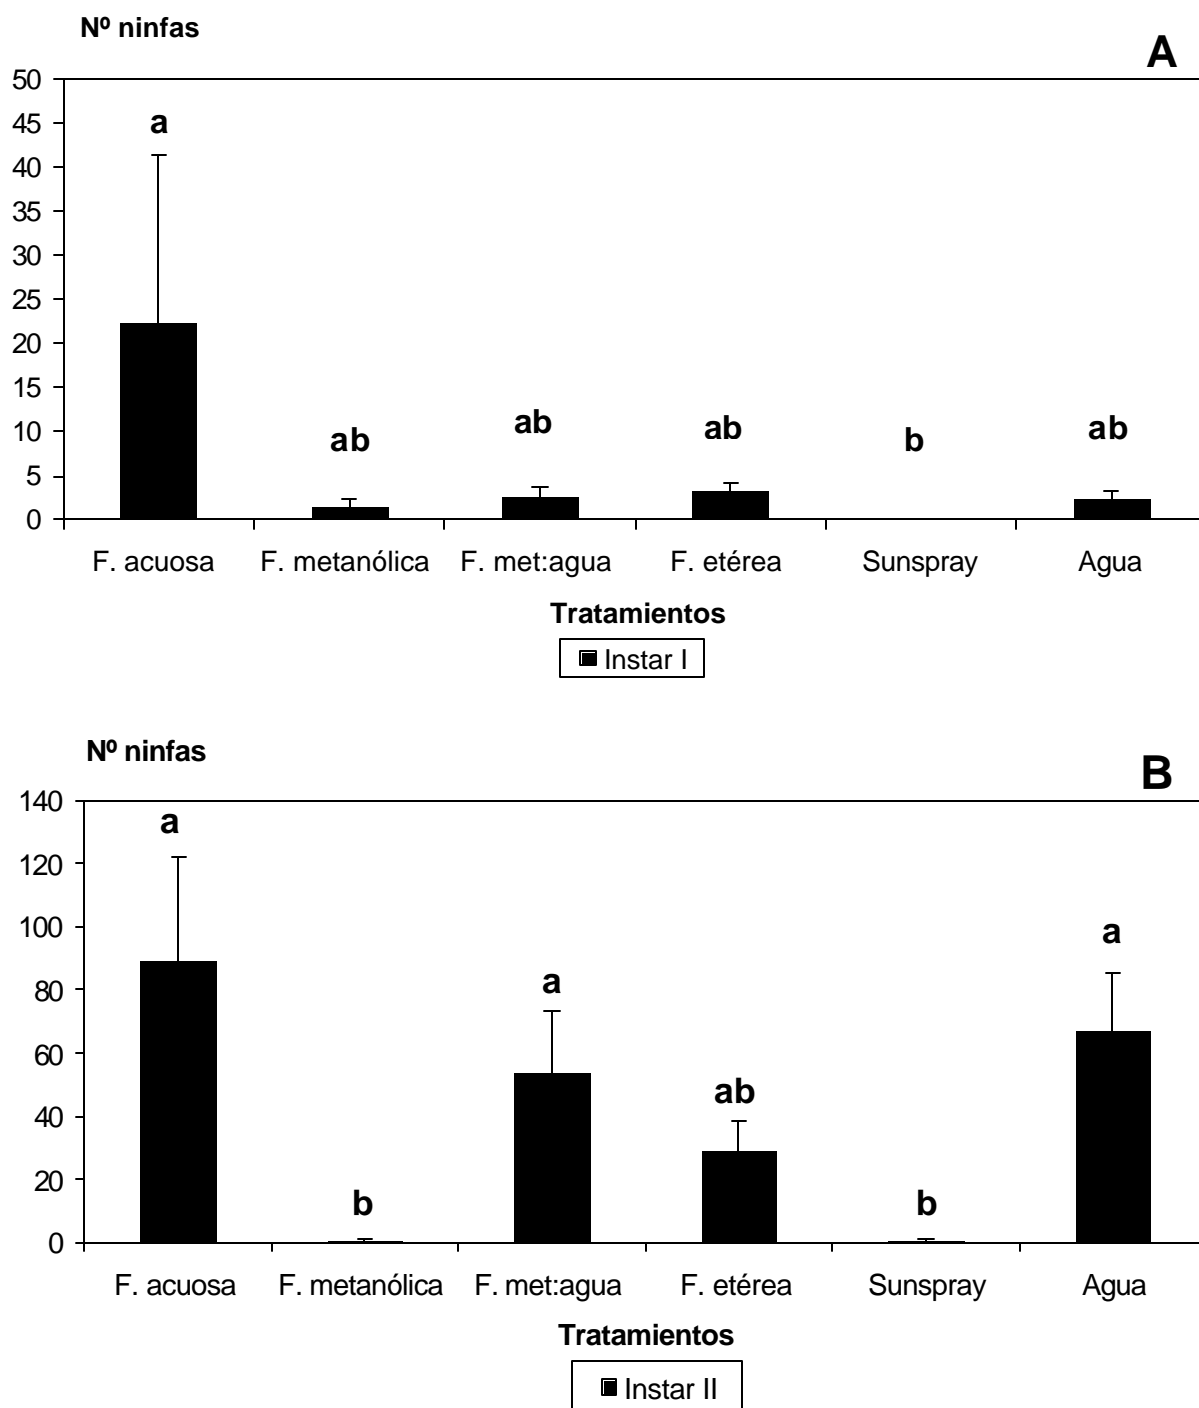 Nº ninfas
A
50
45
40
35
30
25
20
15
10
5
0
a
ab
ab
ab
b
ab
F. acuosa F. metanólica F. met:agua F. etérea Sunspray Agua
Tratamientos
Instar I
Nº ninfas
B
140
120
100
80
60
40
20
0
a
b
a
ab
b
a
F. acuosa F. metanólica F. met:agua F. etérea Sunspray Agua
Tratamientos
Instar II